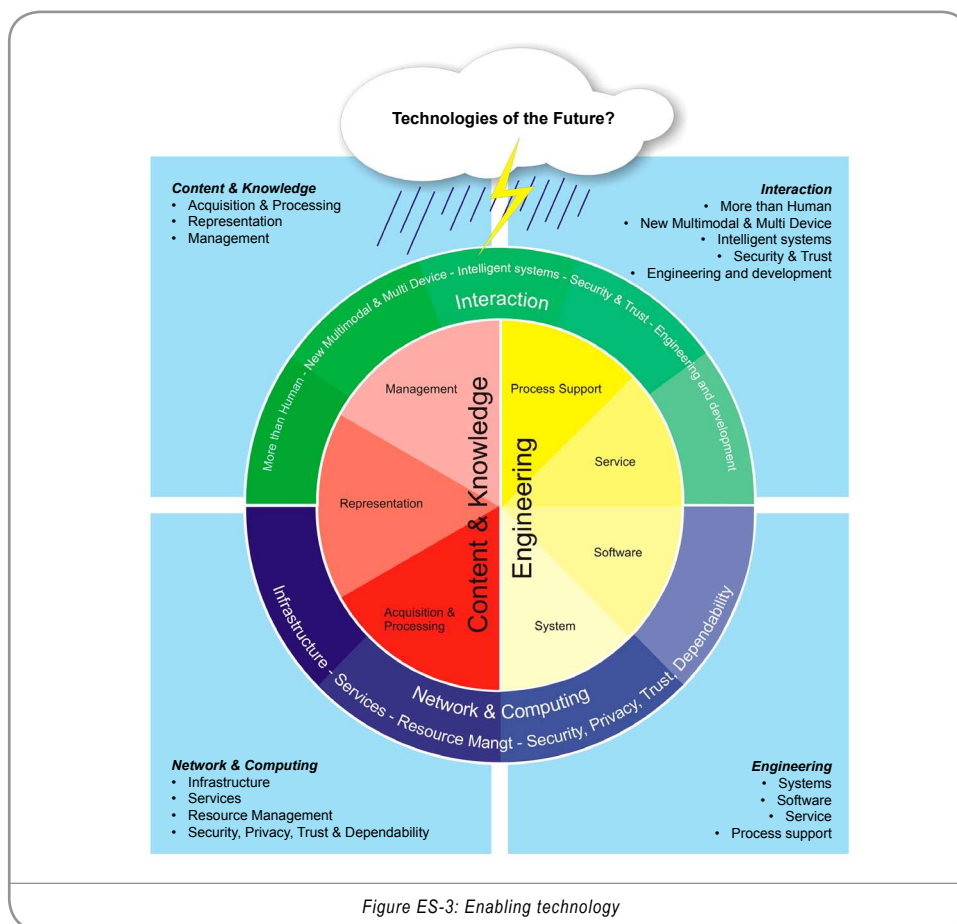 Technologies of the Future?
Content & Knowledge
• Acquisition & Processing
• Representation
• Management
Interaction
• More than Human
• New Multimodal & Multi Device
• Intelligent systems
• Security & Trust
• Engineering and development
More than Human - New Multimodal & Multi Device - Intelligent systems - Security & Trust - Engineering and development
Interaction
Management
Representation
Acquisition &
Processing
Content & Knowledge
Engineering
Process Support
Service
Software
System
Network & Computing
Infrastructure - Services - Resource Mangt - Security, Privacy, Trust, Dependability
Network & Computing
• Infrastructure
• Services
• Resource Management
• Security, Privacy, Trust & Dependability
Engineering
• Systems
• Software
• Service
• Process support
Figure ES-3: Enabling technology